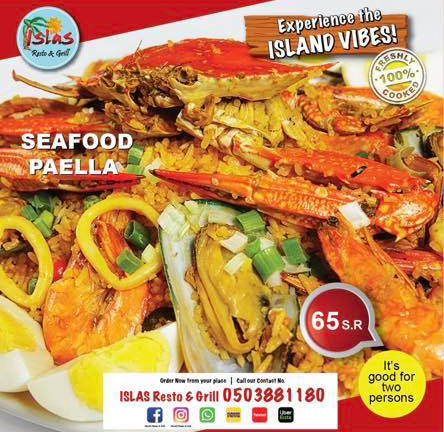 Islas
Resto & Grill
Experience the
ISLAND VIBES!
FRESHLY
100%
COOKED
SEAFOOD
PAELLA
65 S.R
It's
good for
two
persons
Order Now from your place | Call our Contact No.
ISLAS Resto & Grill 0503881180
Uber
Eats